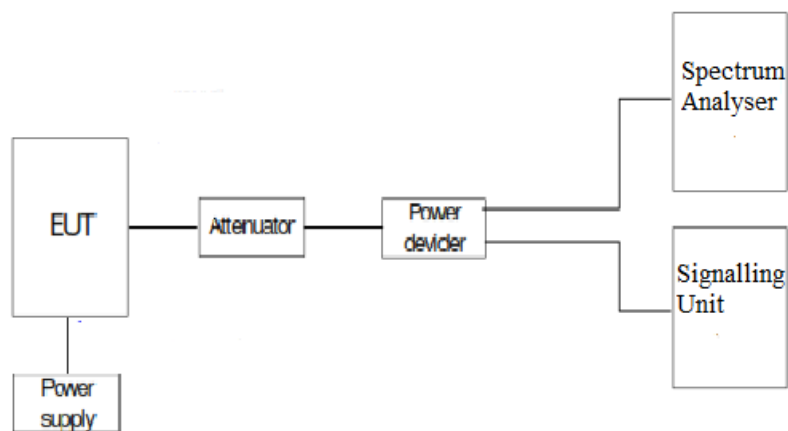 Spectrum
Analyser
EUT
Attenuator
Power
devider
Signalling
Unit
Power
supply